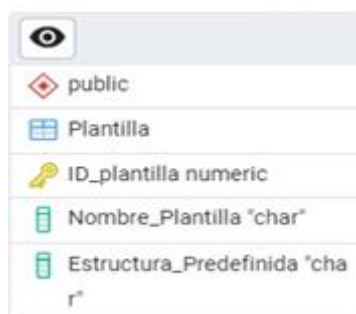 public
Plantilla
ID_plantilla numeric
Nombre_Plantilla "char"
Estructura_Predefinida "cha
r"